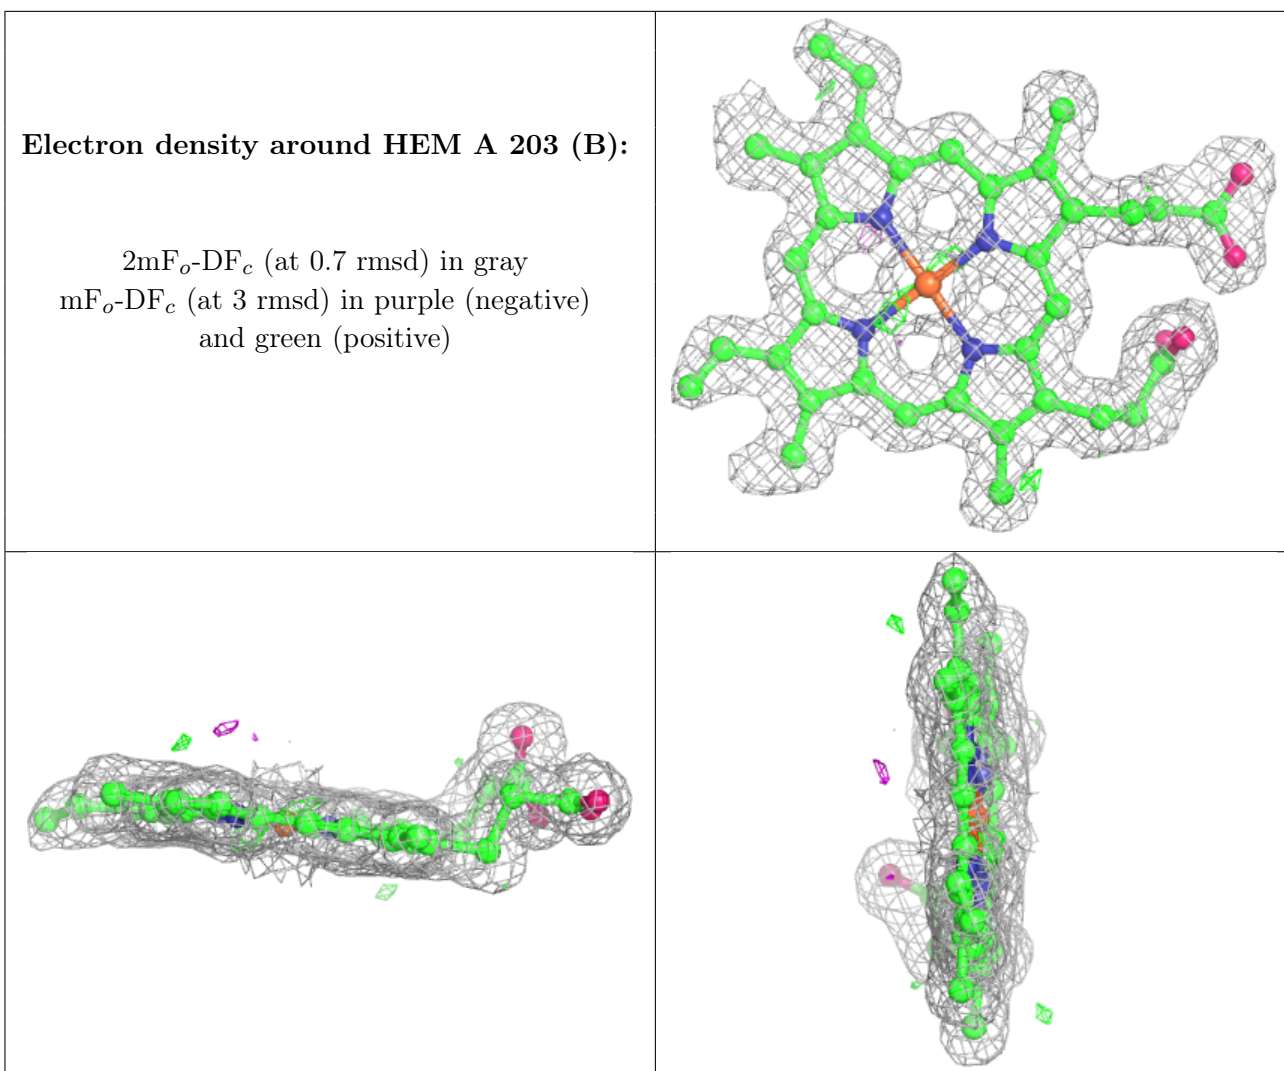 Electron density around HEM A 203 (B):
2mFo-DFc (at 0.7 rmsd) in gray
mFo-DFc (at 3 rmsd) in purple (negative)
and green (positive)